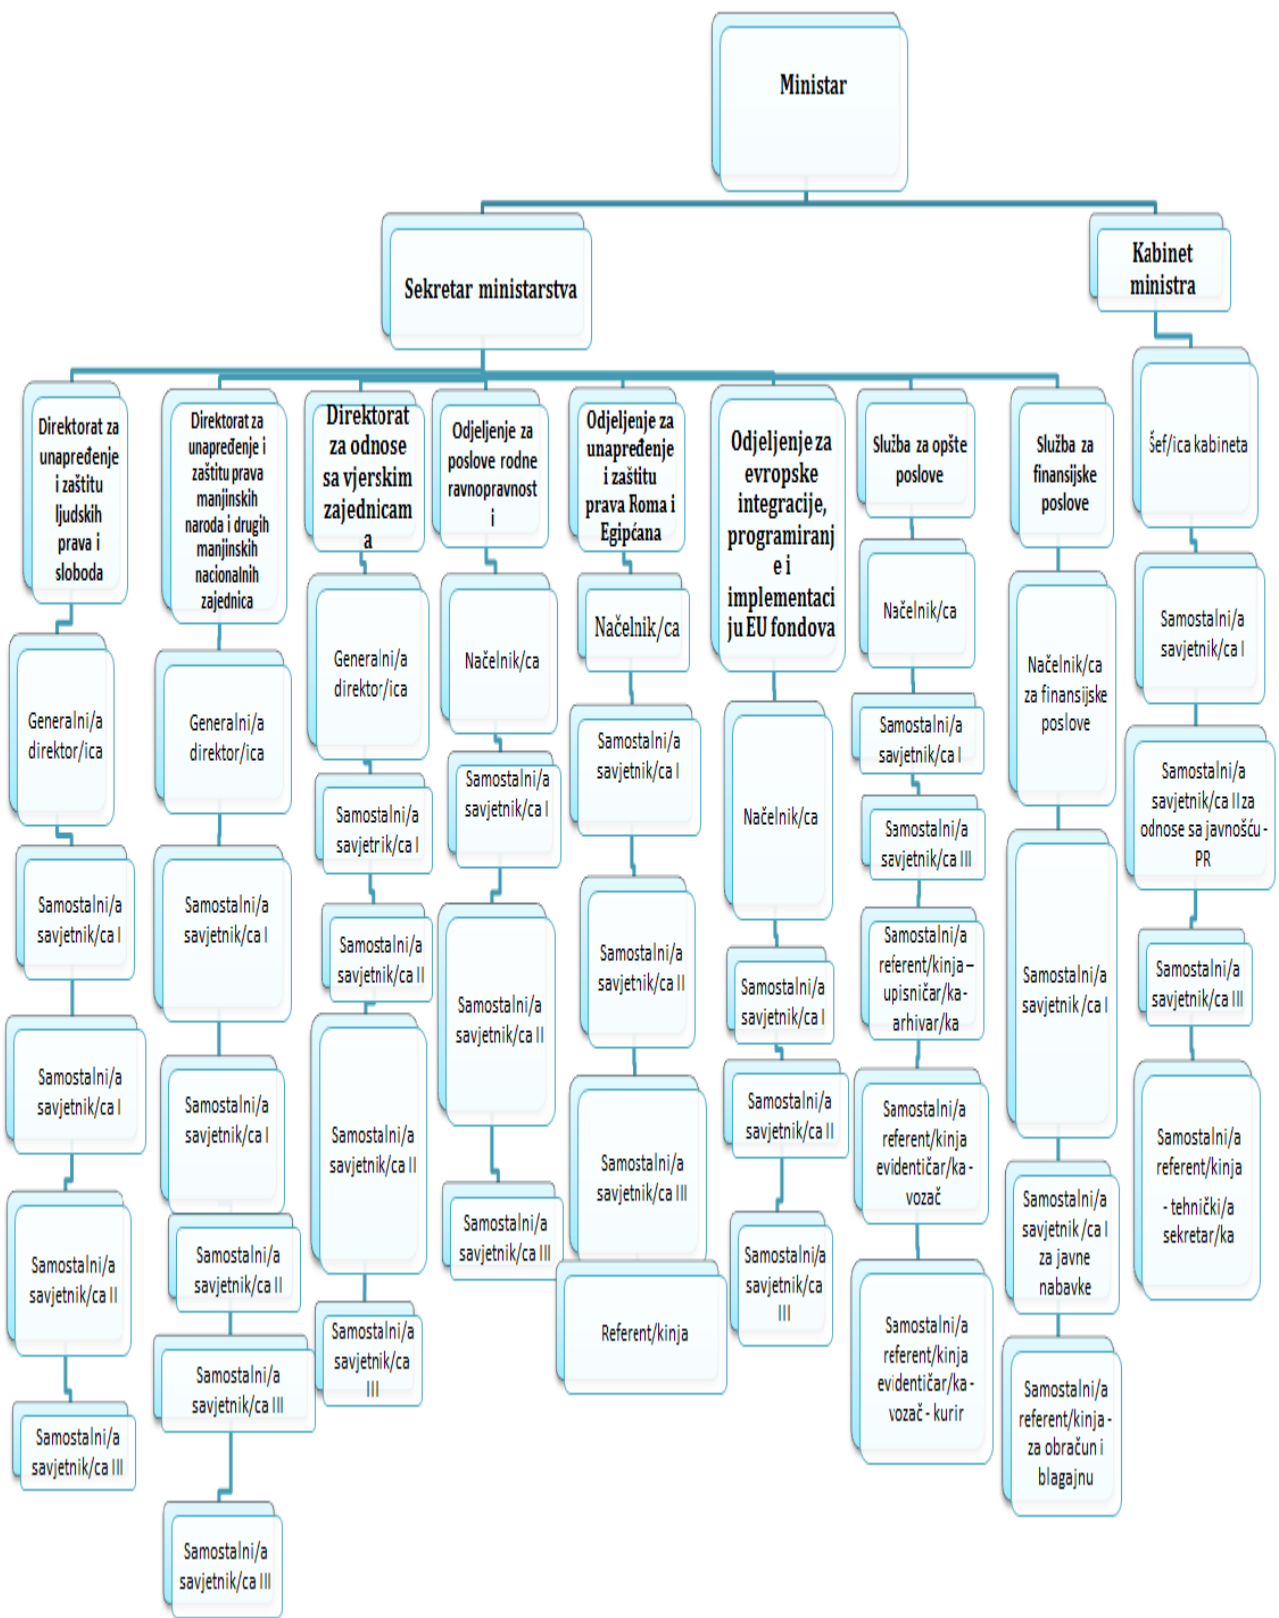 Ministar
Sekretar ministarstva
Kabinet
ministra
Direktorat za
unapređenje
i zaštitu
ljudskih
prava i
sloboda
Generalni/a
direktor/ica
Samostalni/a
savjetnik/ca I
Samostalni/a
savjetnik/ca I
Samostalni/a
savjetnik/ca II
Samostalni/a
savjetnik/ca III
Direktorat za
unapređenje i
zaštitu prava
manjinskih
naroda i drugih
manjinskih
nacionalnih
zajednica
Generalni/a
direktor/ica
Samostalni/a
savjetnik/ca I
Samostalni/a
savjetnik/ca I
Samostalni/a
savjetnik/ca II
Samostalni/a
savjetnik/ca III
Samostalni/a
savjetnik/ca III
Direktorat
za odnose
sa vjerskim
zajednicam
a
Generalni/a
direktor/ica
Samostalni/a
savjetnik/ca I
Samostalni/a
savjetnik/ca II
Samostalni/a
savjetnik/ca II
Samostalni/a
savjetnik/ca
III
Odjeljenje za
poslove rodne
ravnopravnost
i
Načelnik/ca
Samostalni/a
savjetnik/ca I
Samostalni/a
savjetnik/ca II
Samostalni/a
savjetnik/ca III
Odjeljenje za
unapređenje
i zaštitu
prava Roma i
Egipćana
Načelnik/ca
Samostalni/a
savjetnik/ca I
Samostalni/a
savjetnik/ca II
Samostalni/a
savjetnik/ca III
Referent/kinja
Odjeljenje za
evropske
integracije,
programiranj
e i
implementaci
ju EU fondova
Načelnik/ca
Samostalni/a
savjetnik/ca I
Samostalni/a
savjetnik/ca II
Samostalni/a
savjetnik/ca
III
Služba za opšte
poslove
Načelnik/ca
Samostalni/a
savjetnik/ca I
Samostalni/a
savjetnik/ca III
Samostalni/a
referent/kinja –
upisničar/ka-
arhivar/ka
Samostalni/a
referent/kinja
evidentičar/ka -
vozač
Samostalni/a
referent/kinja
evidentičar/ka -
vozač - kurir
Služba za
finansijske
poslove
Načelnik/ca
za finansijske
poslove
Samostalni/a
savjetnik /ca I
Samostalni/a
savjetnik /ca I
za javne
nabavke
Samostalni/a
referent/kinja -
za obračun i
blagajnu
Šef/ica kabineta
Samostalni/a
savjetnik/ca I
Samostalni/a
savjetnik/ca II za
odnose sa javnošću -
PR
Samostalni/a
savjetnik/ca III
Samostalni/a
referent/kinja
- tehnički/a
sekretar/ka